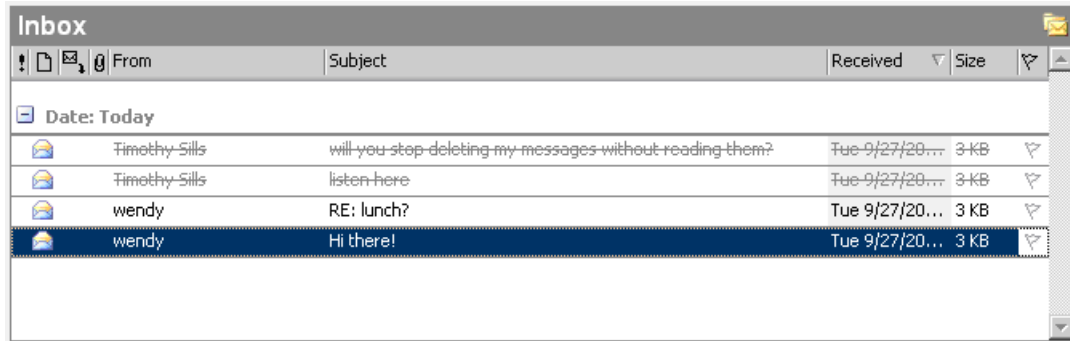 Inbox
! From Subject Received Size
Date: Today
Timothy Sills will you stop deleting my messages without reading them? Tue 9/27/20... 3 KB
Timothy Sills listen here Tue 9/27/20... 3 KB
wendy RE: lunch? Tue 9/27/20... 3 KB
wendy Hi there! Tue 9/27/20... 3 KB